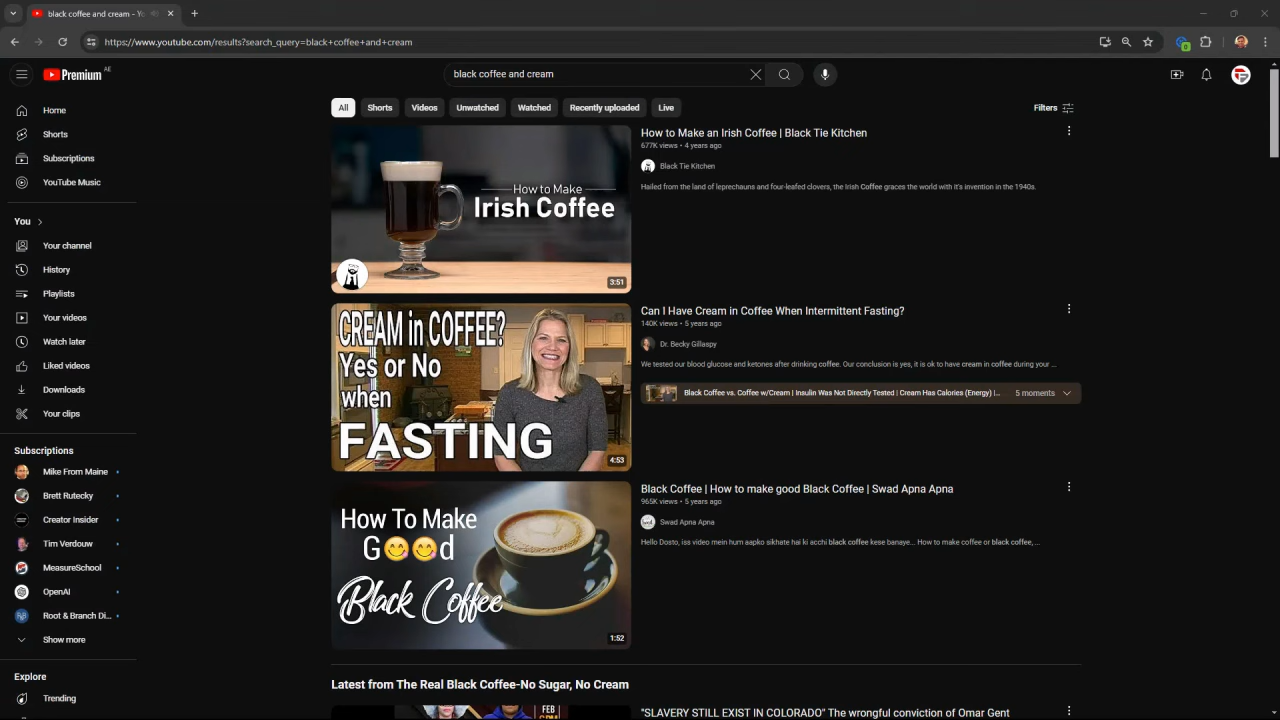 black coffee and cream - Yo
https://www.youtube.com/results?search_query=black+coffee+and+cream
Premium AE
black coffee and cream
Home
Shorts
Subscriptions
YouTube Music
You
Your channel
History
Playlists
Your videos
Watch later
Liked videos
Downloads
Your clips
Subscriptions
Mike From Maine
Brett Rutecky
Creator Insider
Tim Verdouw
MeasureSchool
OpenAI
Root & Branch Di...
Show more
Explore
Trending
All
Shorts
Videos
Unwatched
Watched
Recently uploaded
Live
Filters
How to Make
Irish Coffee
3:51
How to Make an Irish Coffee | Black Tie Kitchen
677K views • 4 years ago
Black Tie Kitchen
Hailed from the land of leprechauns and four-leafed clovers, the Irish Coffee graces the world with it's invention in the 1940s.
CREAM in COFFEE?
Yes or No
when
FASTING
4:53
Can I Have Cream in Coffee When Intermittent Fasting?
140K views • 5 years ago
Dr. Becky Gillaspy
We tested our blood glucose and ketones after drinking coffee. Our conclusion is yes, it is ok to have cream in coffee during your ...
Black Coffee vs. Coffee w/Cream | Insulin Was Not Directly Tested | Cream Has Calories (Energy) |...
5 moments
How To Make
G😋😋d
Black Coffee
1:52
Black Coffee | How to make good Black Coffee | Swad Apna Apna
965K views • 5 years ago
Swad Apna Apna
Hello Dosto, iss video mein hum aapko sikhate hai ki acchi black coffee kese banaye... How to make coffee or black coffee, ...
Latest from The Real Black Coffee-No Sugar, No Cream
FEB
"SLAVERY STILL EXIST IN COLORADO" The wrongful conviction of Omar Gent